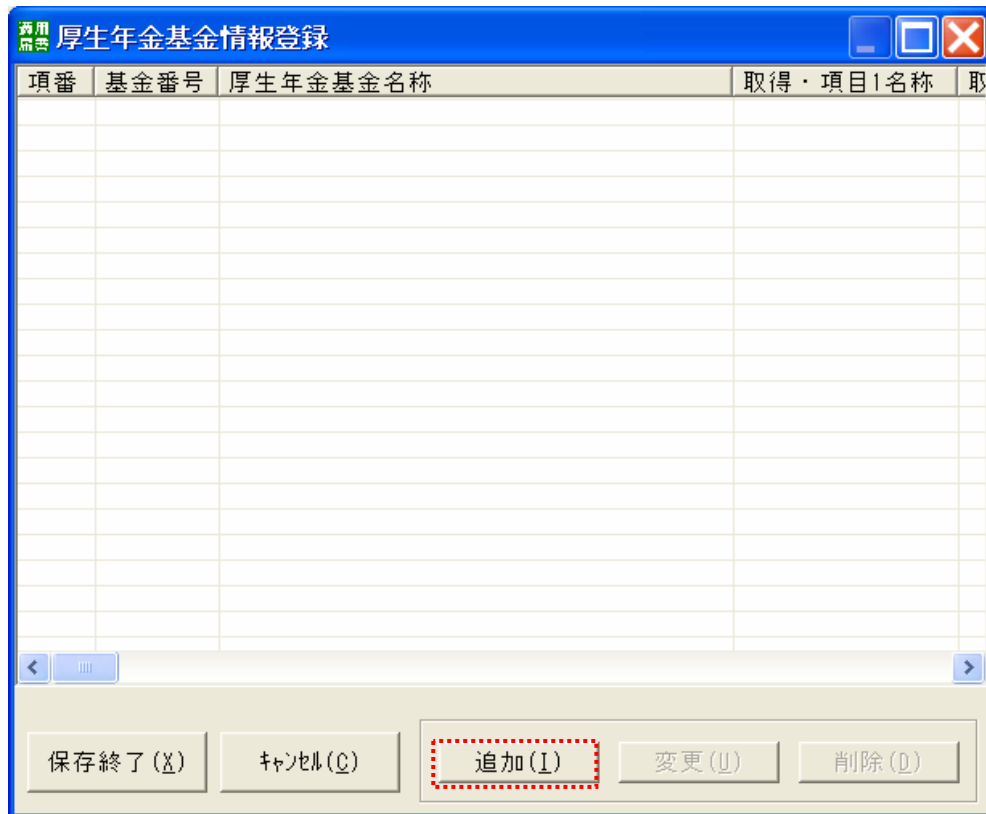 厚生年金基金情報登録
項番 基金番号 厚生年金基金名称 取得・項目1名称 取
保存終了(X) ｷｬﾝｾﾙ(C) 追加(I) 変更(U) 削除(D)